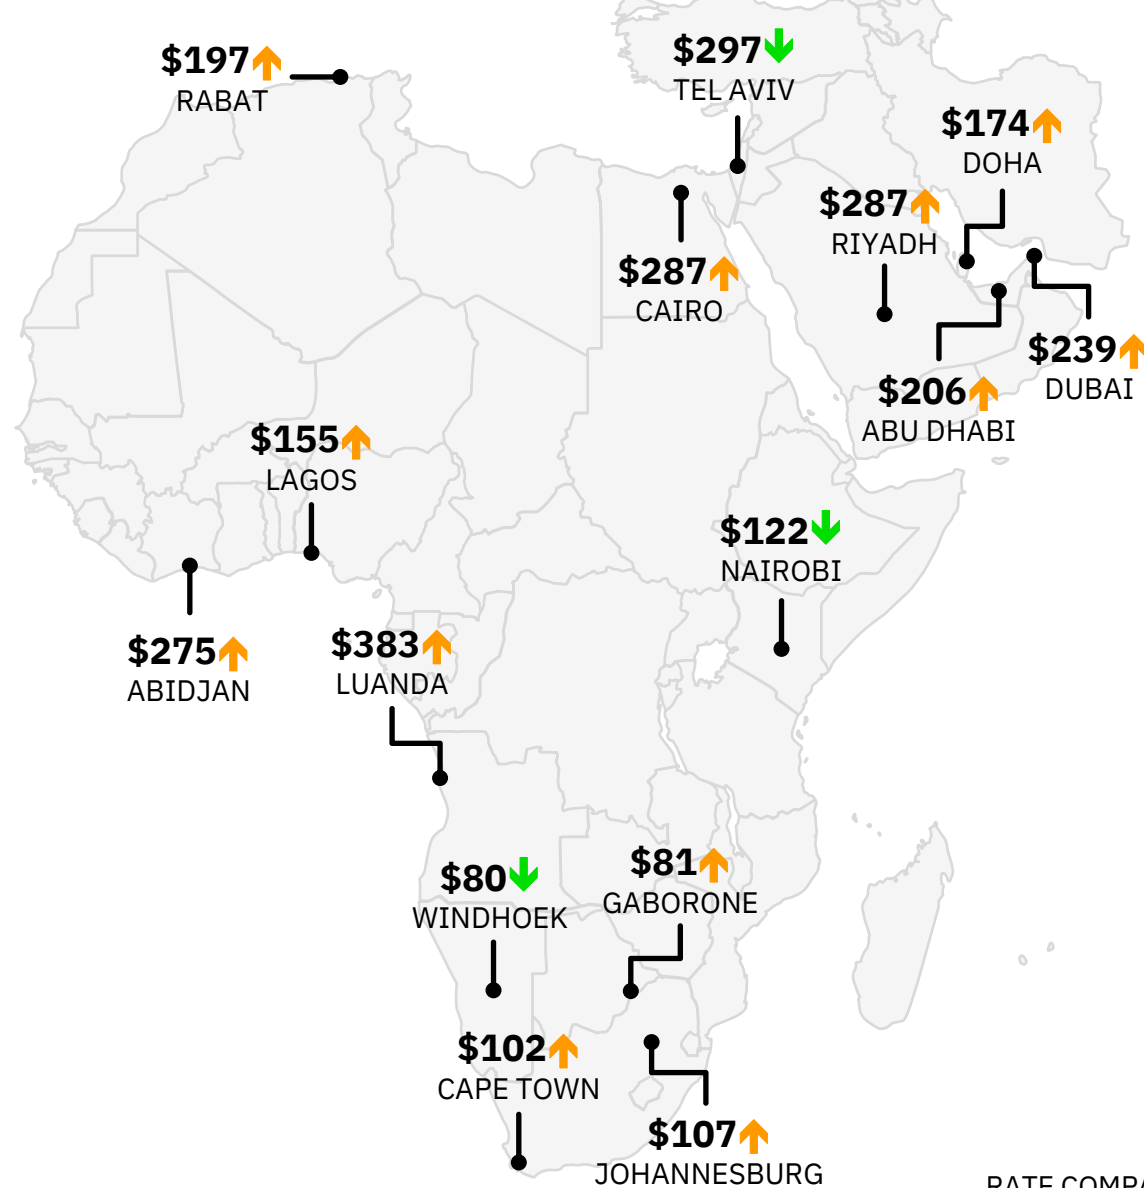 $297
TEL AVIV
$197
RABAT
$174
DOHA
$287
RIYADH
$287
CAIRO
$239
DUBAI
$206
ABU DHABI
$155
LAGOS
$122
NAIROBI
$275
ABIDJAN
$383
LUANDA
$80
WINDHOEK
$81
GABORONE
$102
CAPE TOWN
$107
JOHANNESBURG
RATE